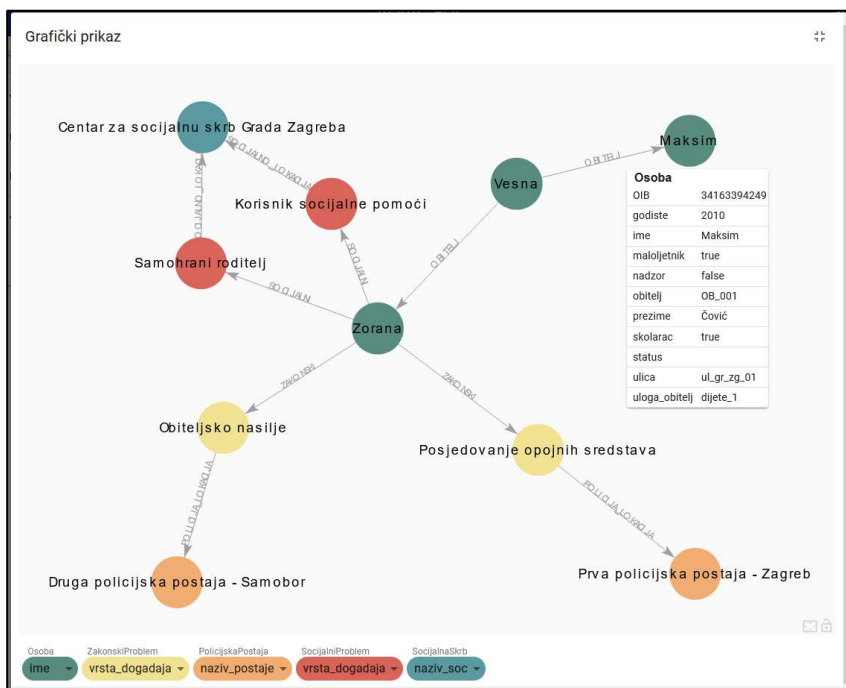 Grafički prikaz
Centar za socijalnu skrb Grada Zagreba
Maksim
OBITELJ
SOCIJALNO_LOKACIJA
Vesna
SOCIJALNO_LOKACIJA
Korisnik socijalne pomoći
Osoba
OIB 34163394249
godiste 2010
ime Maksim
maloljetnik true
nadzor false
obitelj OB_001
prezime Čović
skolarac true
status
ulica ul_gr_zg_01
uloga_obitelj dijete_1
OBITELJ
Samohrani roditelj
SOCIJALNI
SOCIJALNI
Zorana
ZAKONSKI
ZAKONSKI
Obiteljsko nasilje
Posjedovanje opojnih sredstava
POLICIJA_LOKACIJA
POLICIJA_LOKACIJA
Druga policijska postaja - Samobor
Prva policijska postaja - Zagreb
Osoba ZakonskiProblem PolicijskaPostaja SocijalniProblem SocijalnaSkrb
ime vrsta_dogadaja naziv_postaje vrsta_dogadaja naziv_soc